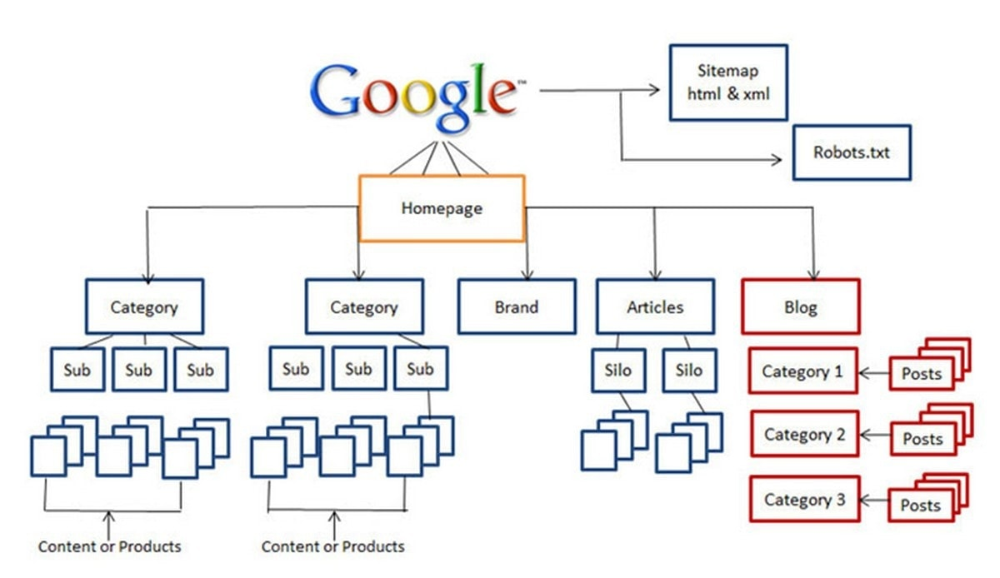 Google™
Sitemap
html & xml
Robots.txt
Homepage
Category
Category
Brand
Articles
Blog
Sub
Sub
Sub
Sub
Sub
Sub
Silo
Silo
Category 1
Posts
Category 2
Posts
Category 3
Posts
Content or Products
Content or Products